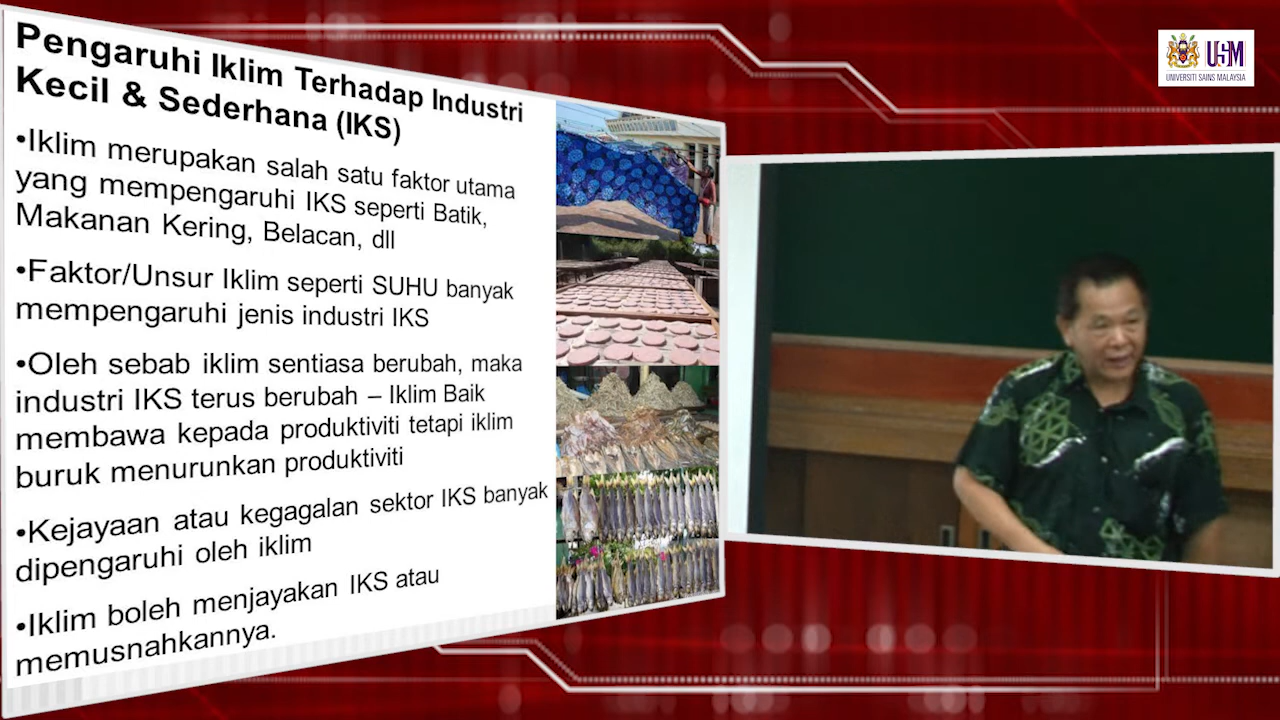 Pengaruhi Iklim Terhadap Industri
Kecil & Sederhana (IKS)
•Iklim merupakan salah satu faktor utama
yang mempengaruhi IKS seperti Batik,
Makanan Kering, Belacan, dll
•Faktor/Unsur Iklim seperti SUHU banyak
mempengaruhi jenis industri IKS
•Oleh sebab iklim sentiasa berubah, maka
industri IKS terus berubah – Iklim Baik
membawa kepada produktiviti tetapi iklim
buruk menurunkan produktiviti
•Kejayaan atau kegagalan sektor IKS banyak
dipengaruhi oleh iklim
•Iklim boleh menjayakan IKS atau
memusnahkannya.
USM
UNIVERSITI SAINS MALAYSIA